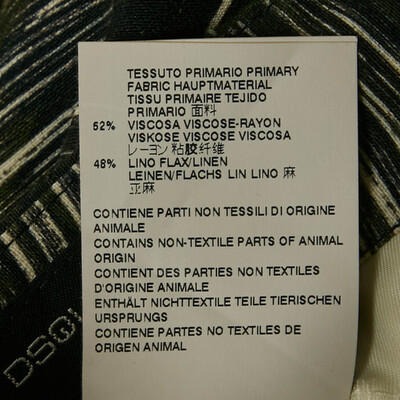 TESSUTO PRIMARIO PRIMARY
FABRIC HAUPTMATERIAL
TISSU PRIMAIRE TEJIDO
PRIMARIO 面料
52% VISCOSA VISCOSE-RAYON
VISKOSE VISCOSE VISCOSA
レーヨン 粘胶纤维
48% LINO FLAX/LINEN
LEINEN/FLACHS LIN LINO 麻
亚麻
CONTIENE PARTI NON TESSILI DI ORIGINE
ANIMALE
CONTAINS NON-TEXTILE PARTS OF ANIMAL
ORIGIN
CONTIENT DES PARTIES NON TEXTILES
D'ORIGINE ANIMALE
ENTHÄLT NICHTTEXTILE TEILE TIERISCHEN
URSPRUNGS
CONTIENE PARTES NO TEXTILES DE
ORIGEN ANIMAL
DSQU